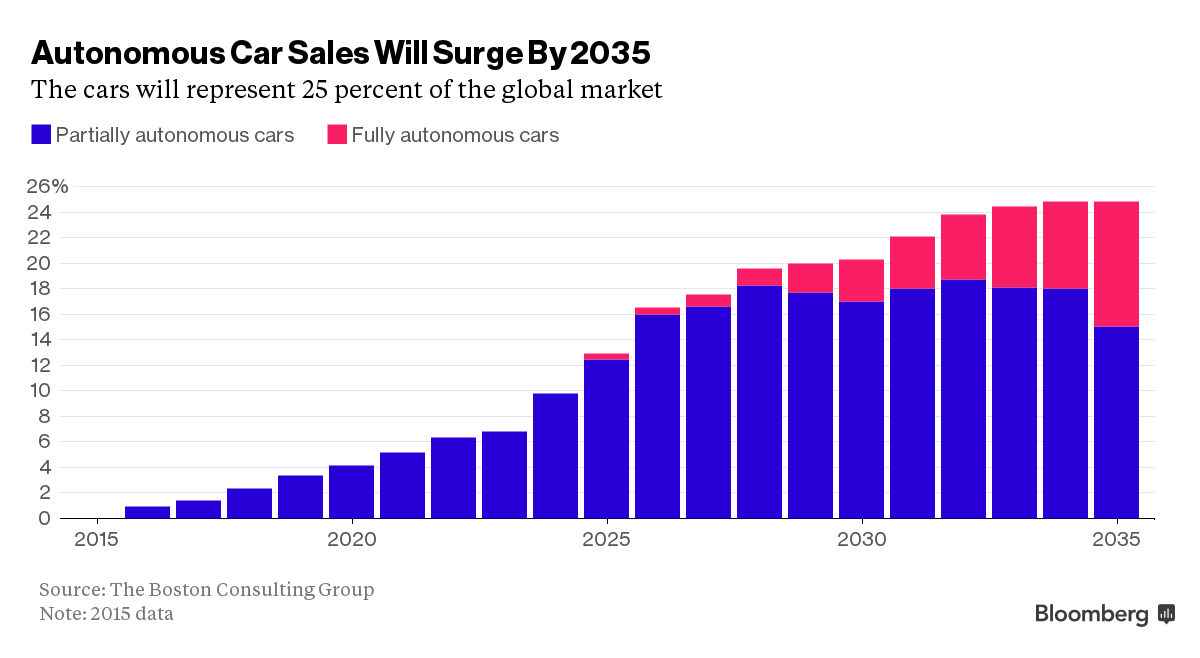 Autonomous Car Sales Will Surge By 2035
The cars will represent 25 percent of the global market
Partially autonomous cars Fully autonomous cars
26%
24
22
20
18
16
14
12
10
8
6
4
2
0
2015 2020 2025 2030 2035
Source: The Boston Consulting Group
Note: 2015 data
Bloomberg